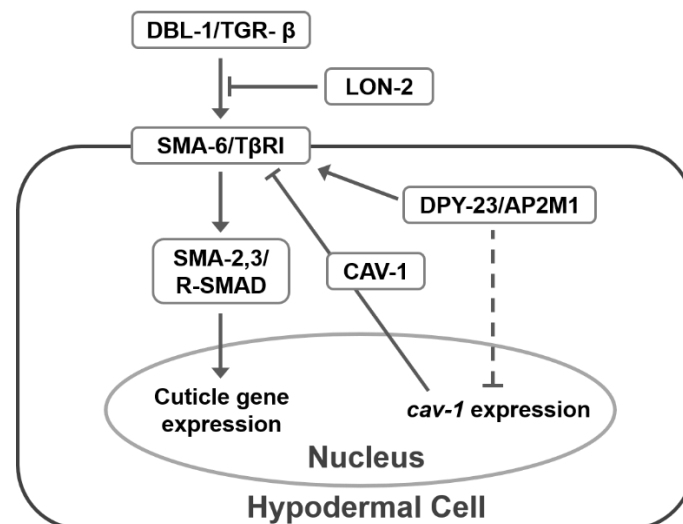 DBL-1/TGR- β
LON-2
SMA-6/TβRI
DPY-23/AP2M1
SMA-2,3/
R-SMAD
CAV-1
Cuticle gene
expression
cav-1 expression
Nucleus
Hypodermal Cell